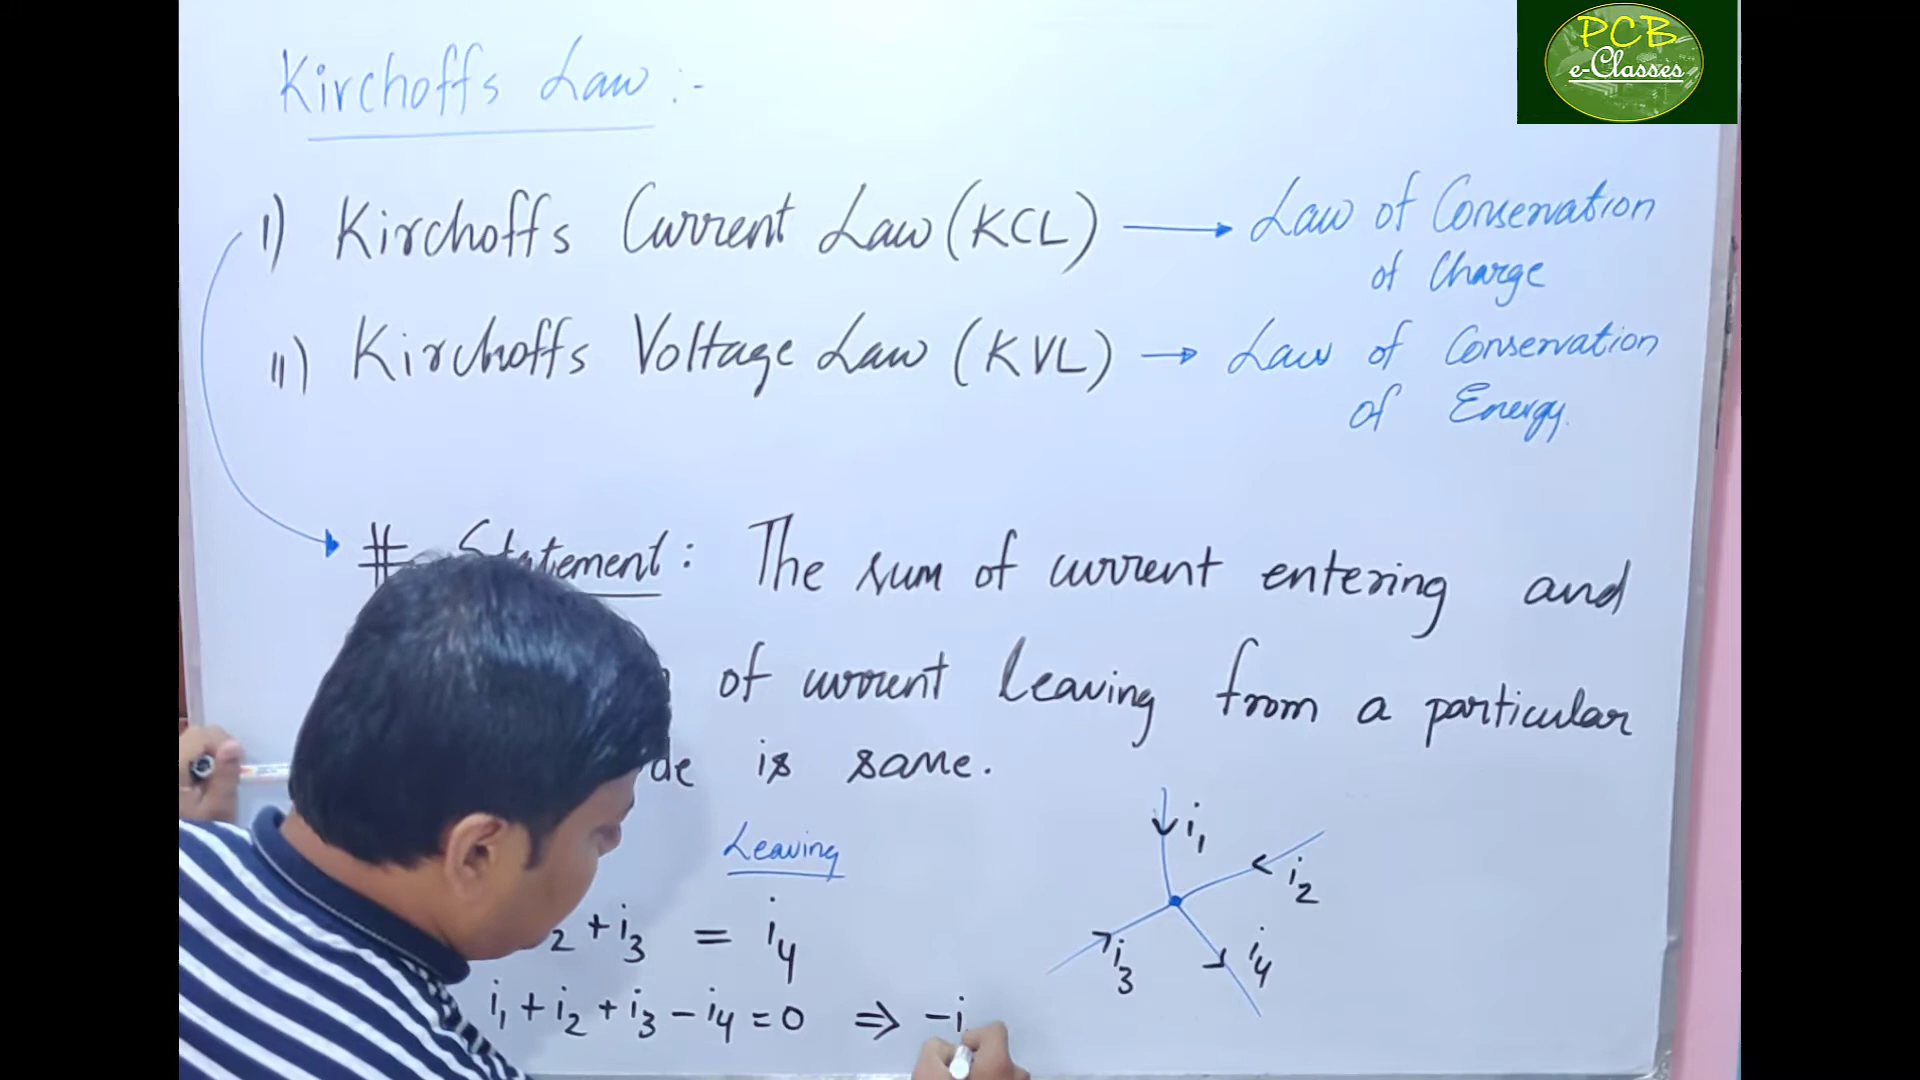 PCB
e-Classes
Kirchoffs Law :-
I) Kirchoffs Current Law (KCL) → Law of Conservation
of Charge
II) Kirchoffs Voltage Law (KVL) → Law of Conservation
of Energy.
# Statement : The sum of current entering and
of current leaving from a particular
is same.
Leaving
2 + i3 = i4
i1 + i2 + i3 - i4 = 0 ⇒ -i
i1
i2
i3
i4